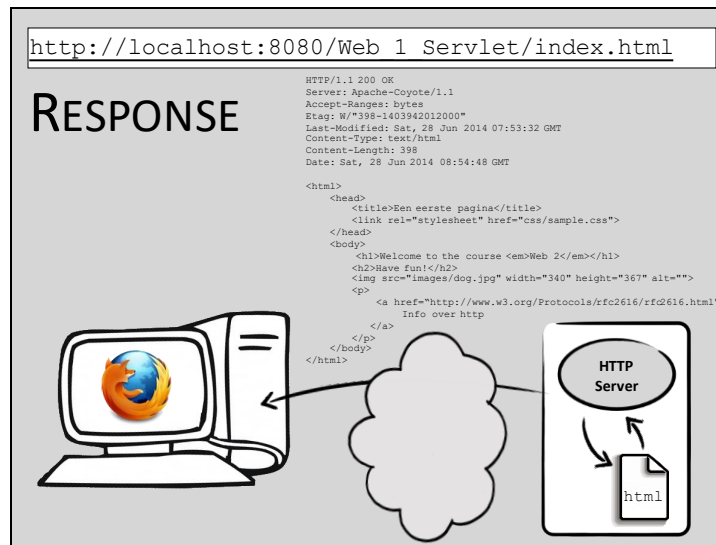 http://localhost:8080/Web_1_Servlet/index.html
RESPONSE
HTTP/1.1 200 OK
Server: Apache-Coyote/1.1
Accept-Ranges: bytes
Etag: W/"398-1403942012000"
Last-Modified: Sat, 28 Jun 2014 07:53:32 GMT
Content-Type: text/html
Content-Length: 398
Date: Sat, 28 Jun 2014 08:54:48 GMT
<html>
<head>
<title>Een eerste pagina</title>
<link rel="stylesheet" href="css/sample.css">
</head>
<body>
<h1>Welcome to the course <em>Web 2</em></h1>
<h2>Have fun!</h2>
<img src="images/dog.jpg" width="340" height="367" alt="">
<p>
<a href="http://www.w3.org/Protocols/rfc2616/rfc2616.html"
Info over http
</a>
</p>
</body>
</html>
HTTP
Server
html